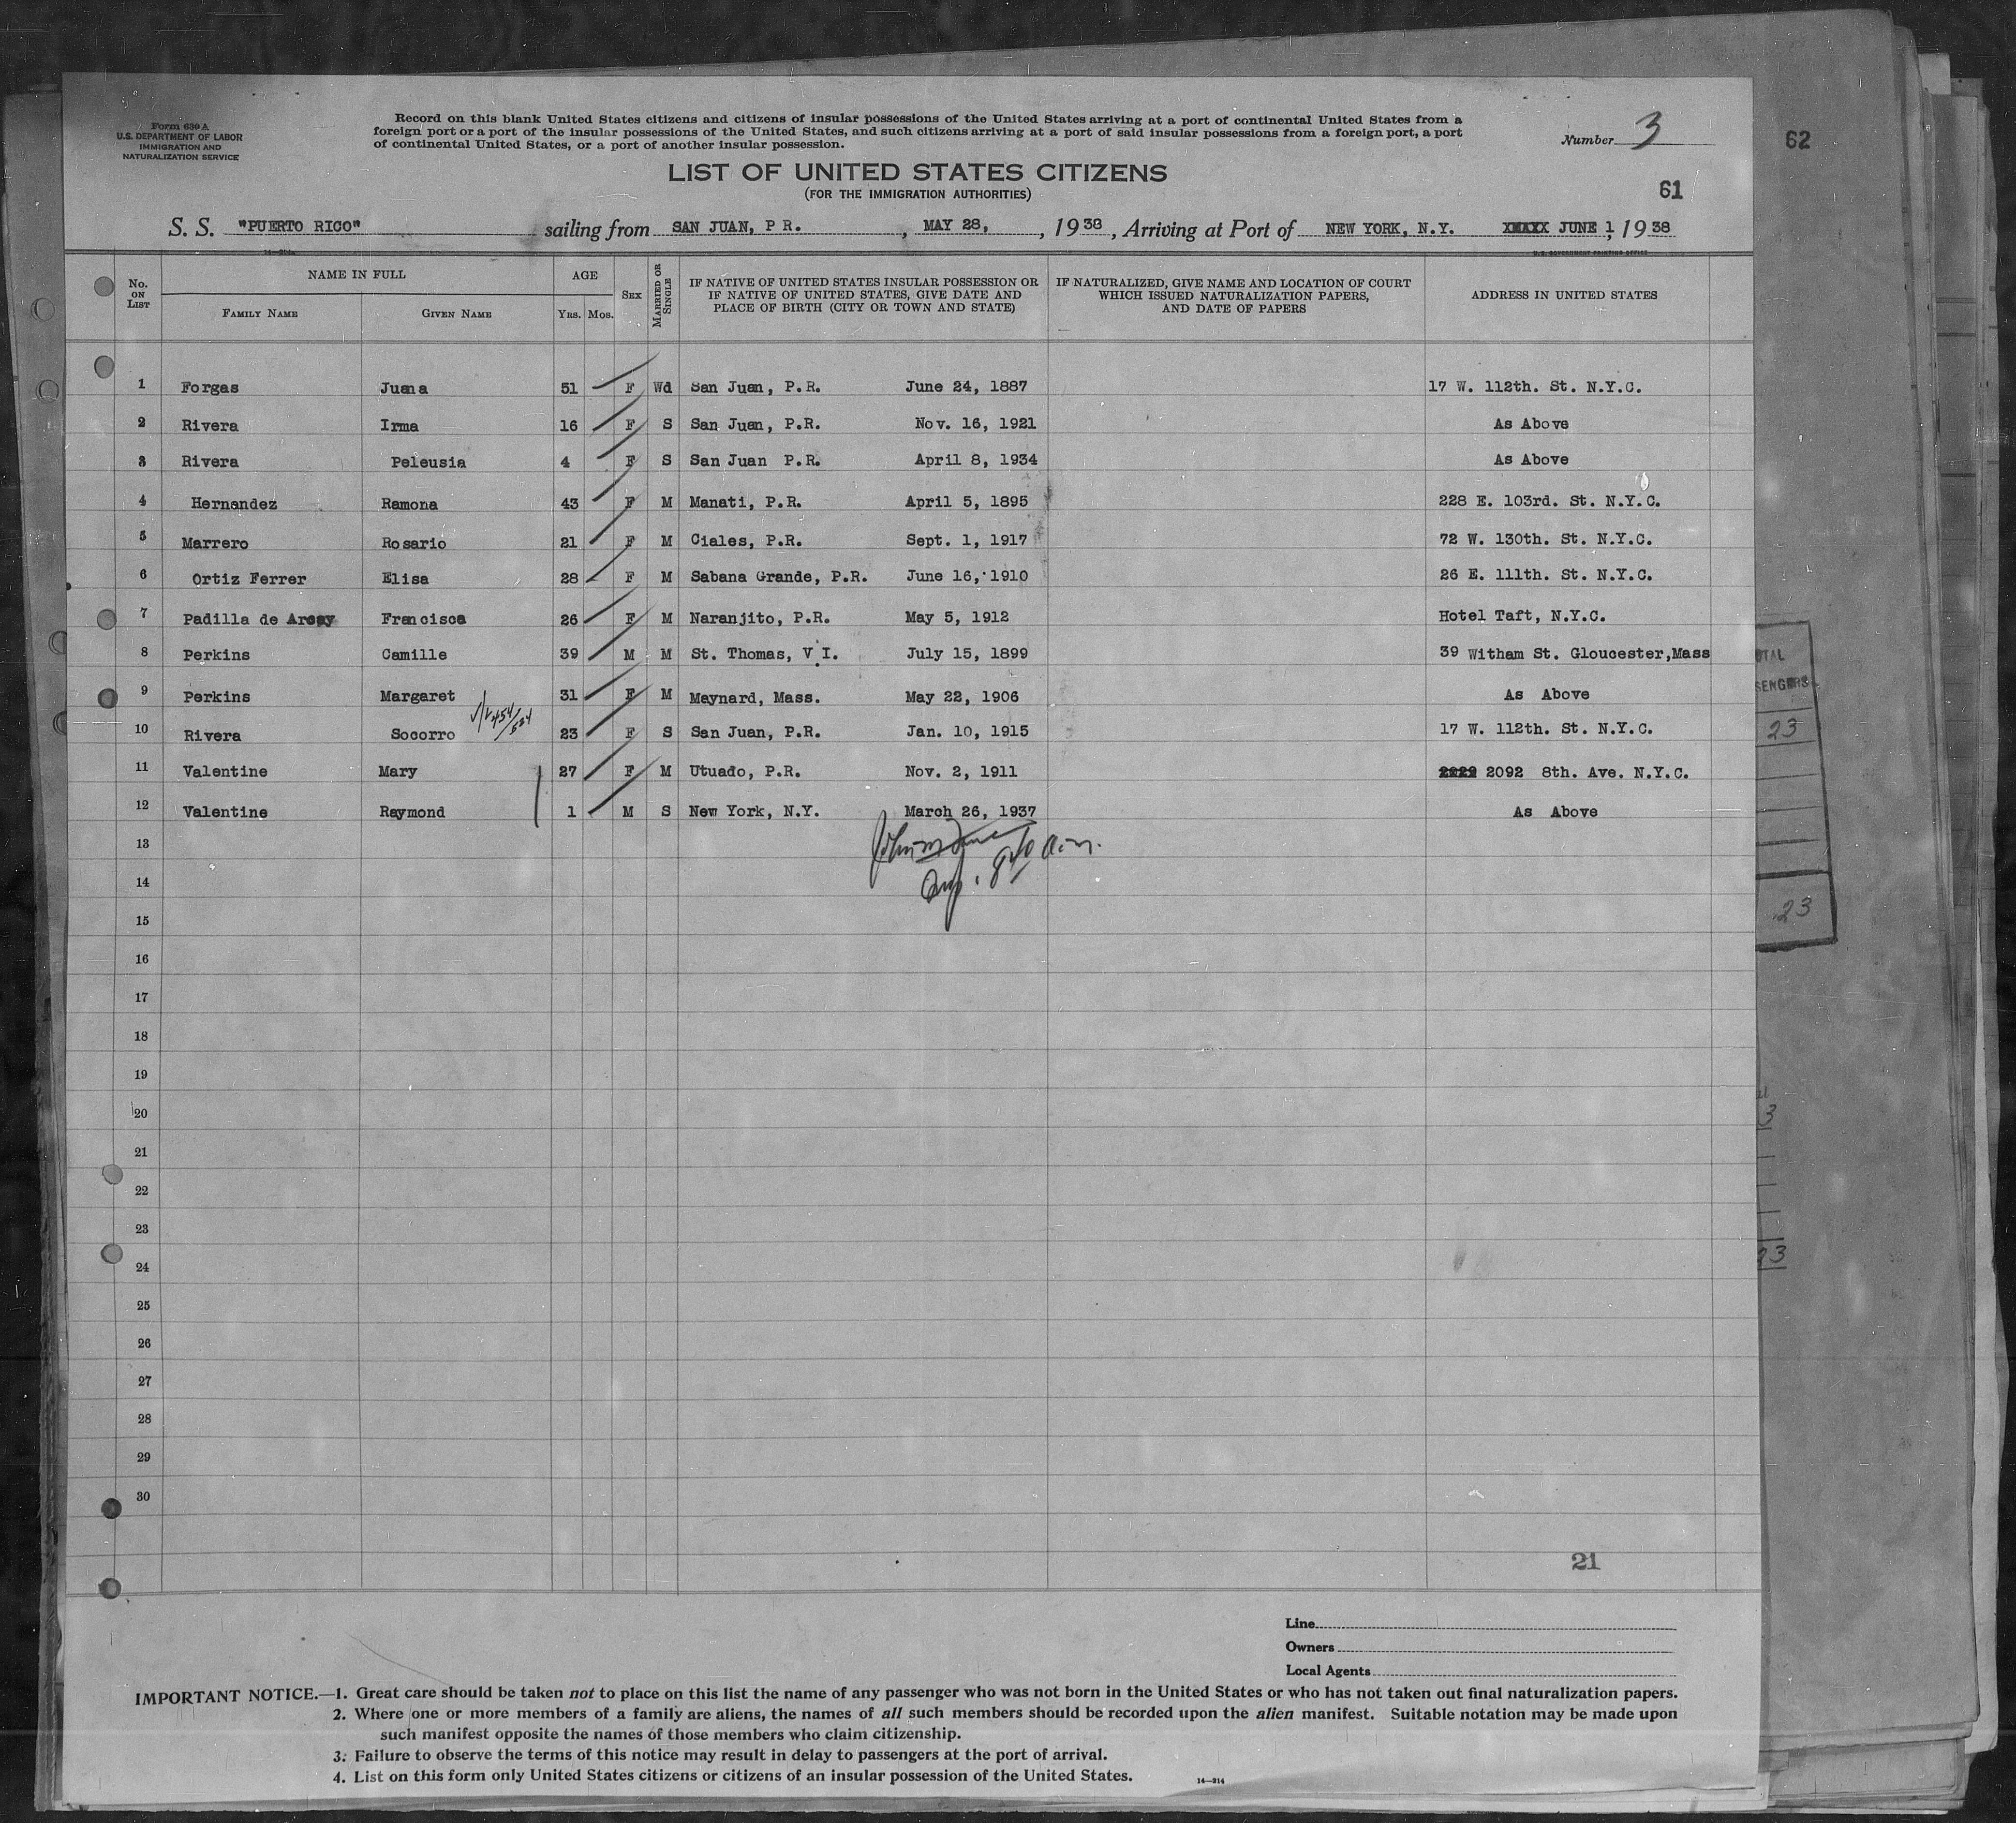 Form 630 A
U.S. DEPARTMENT OF LABOR
IMMIGRATION AND
NATURALIZATION SERVICE
Record on this blank United States citizens and citizens of insular possessions of the United States arriving at a port of continental United States from a
foreign port or a port of the insular possessions of the United States, and such citizens arriving at a port of said insular possessions from a foreign port, a port
of continental United States, or a port of another insular possession.
Number 3
62
LIST OF UNITED STATES CITIZENS
(FOR THE IMMIGRATION AUTHORITIES)
61
S. S. "PUERTO RICO" sailing from SAN JUAN, P R. , MAY 28, , 1938 , Arriving at Port of NEW YORK, N.Y. XMAYX JUNE 1, 1938
14—214
U.S. GOVERNMENT PRINTING OFFICE
No. ON LIST
NAME IN FULL
FAMILY NAME
GIVEN NAME
AGE
YRS. MOS.
SEX
MARRIED OR SINGLE
IF NATIVE OF UNITED STATES INSULAR POSSESSION OR
IF NATIVE OF UNITED STATES, GIVE DATE AND
PLACE OF BIRTH (CITY OR TOWN AND STATE)
IF NATURALIZED, GIVE NAME AND LOCATION OF COURT
WHICH ISSUED NATURALIZATION PAPERS,
AND DATE OF PAPERS
ADDRESS IN UNITED STATES
1 Forgas Juana 51 F Wd San Juan, P.R. June 24, 1887 17 W. 112th. St. N.Y.C.
2 Rivera Irma 16 F S San Juan, P.R. Nov. 16, 1921 As Above
3 Rivera Peleusia 4 F S San Juan P.R. April 8, 1934 As Above
4 Hernandez Ramona 43 F M Manati, P.R. April 5, 1895 228 E. 103rd. St. N.Y.C.
5 Marrero Rosario 21 F M Ciales, P.R. Sept. 1, 1917 72 W. 130th. St. N.Y.C.
6 Ortiz Ferrer Elisa 28 F M Sabana Grande, P.R. June 16, 1910 26 E. 111th. St. N.Y.C.
7 Padilla de Arcay Francisca 26 F M Naranjito, P.R. May 5, 1912 Hotel Taft, N.Y.C.
8 Perkins Camille 39 M M St. Thomas, V.I. July 15, 1899 39 Witham St. Gloucester,Mass
9 Perkins Margaret 31 F M Maynard, Mass. May 22, 1906 As Above
10 Rivera Socorro 23 F S San Juan, P.R. Jan. 10, 1915 17 W. 112th. St. N.Y.C.
11 Valentine Mary 27 F M Utuado, P.R. Nov. 2, 1911 2222 2092 8th. Ave. N.Y.C.
12 Valentine Raymond 1 M S New York, N.Y. March 26, 1937 As Above
13
14
15
16
17
18
19
20
21
22
23
24
25
26
27
28
29
30
23
23
21
Line
Owners
Local Agents
IMPORTANT NOTICE.—1. Great care should be taken not to place on this list the name of any passenger who was not born in the United States or who has not taken out final naturalization papers.
2. Where one or more members of a family are aliens, the names of all such members should be recorded upon the alien manifest. Suitable notation may be made upon
such manifest opposite the names of those members who claim citizenship.
3. Failure to observe the terms of this notice may result in delay to passengers at the port of arrival.
4. List on this form only United States citizens or citizens of an insular possession of the United States.
14—214